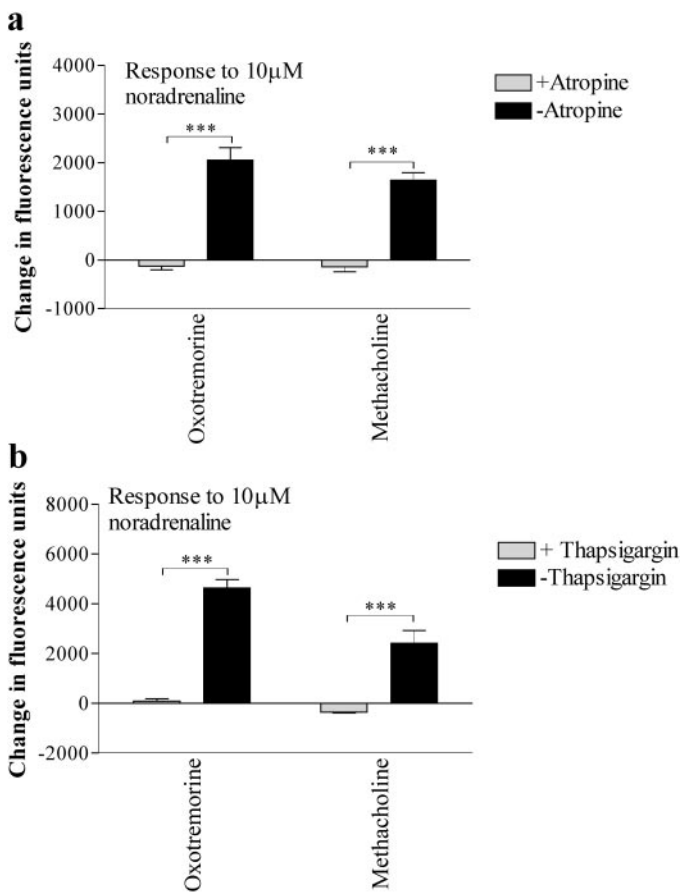 a
Change in fluorescence units
4000
3000
2000
1000
0
-1000
Response to 10μM
noradrenaline
***
***
+Atropine
-Atropine
Oxotremorine
Methacholine
b
Change in fluorescence units
8000
6000
4000
2000
0
-2000
Response to 10μM
noradrenaline
***
***
+ Thapsigargin
-Thapsigargin
Oxotremorine
Methacholine